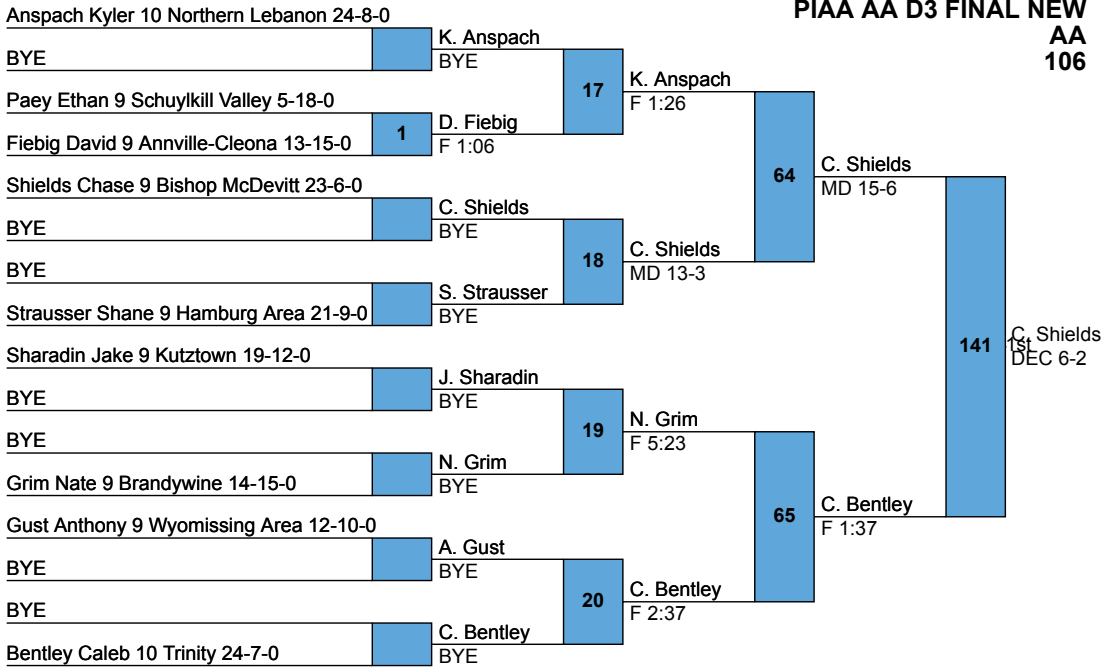 PIAA AA D3 FINAL NEW
AA
106
Anspach Kyler 10 Northern Lebanon 24-8-0
BYE
K. Anspach
BYE
Paey Ethan 9 Schuylkill Valley 5-18-0
1
Fiebig David 9 Annville-Cleona 13-15-0
D. Fiebig
F 1:06
17
K. Anspach
F 1:26
Shields Chase 9 Bishop McDevitt 23-6-0
BYE
C. Shields
BYE
BYE
Strausser Shane 9 Hamburg Area 21-9-0
S. Strausser
BYE
18
C. Shields
MD 13-3
64
C. Shields
MD 15-6
Sharadin Jake 9 Kutztown 19-12-0
BYE
J. Sharadin
BYE
BYE
Grim Nate 9 Brandywine 14-15-0
N. Grim
BYE
19
N. Grim
F 5:23
Gust Anthony 9 Wyomissing Area 12-10-0
BYE
A. Gust
BYE
BYE
Bentley Caleb 10 Trinity 24-7-0
C. Bentley
BYE
20
C. Bentley
F 2:37
65
C. Bentley
F 1:37
141
C. Shields
1st
DEC 6-2